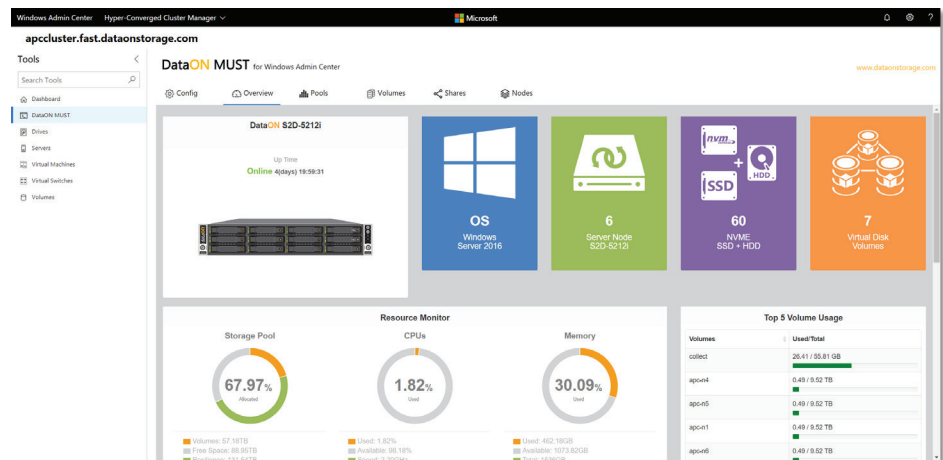 Windows Admin Center Hyper-Converged Cluster Manager
Microsoft
?
apccluster.fast.dataonstorage.com
Tools
Search Tools
Dashboard
DataON MUST
Drives
Servers
Virtual Machines
Virtual Switches
Volumes
DataON MUST for Windows Admin Center
www.dataonstorage.com
Config Overview Pools Volumes Shares Nodes
DataON S2D-5212i
Up Time
Online 4(days) 19:59:31
DataON
OS
Windows
Server 2016
6
Server Node
S2D-5212i
nvm
SSD
+
HDD
60
NVME
SSD + HDD
7
Virtual Disk
Volumes
Resource Monitor
Storage Pool
67.97%
Allocated
Volumes: 57.18TB
CPUs
1.82%
Used
Used: 1.82%
Available: 98.18%
Memory
30.09%
Used
Used: 462.18GB
Available: 1073.82GB
Top 5 Volume Usage
Volumes Used/Total
collect 26.41 / 55.81 GB
apc-n4 0.49 / 9.52 TB
apc-n5 0.49 / 9.52 TB
apc-n1 0.49 / 9.52 TB
apc-n6 0.49 / 9.52 TB